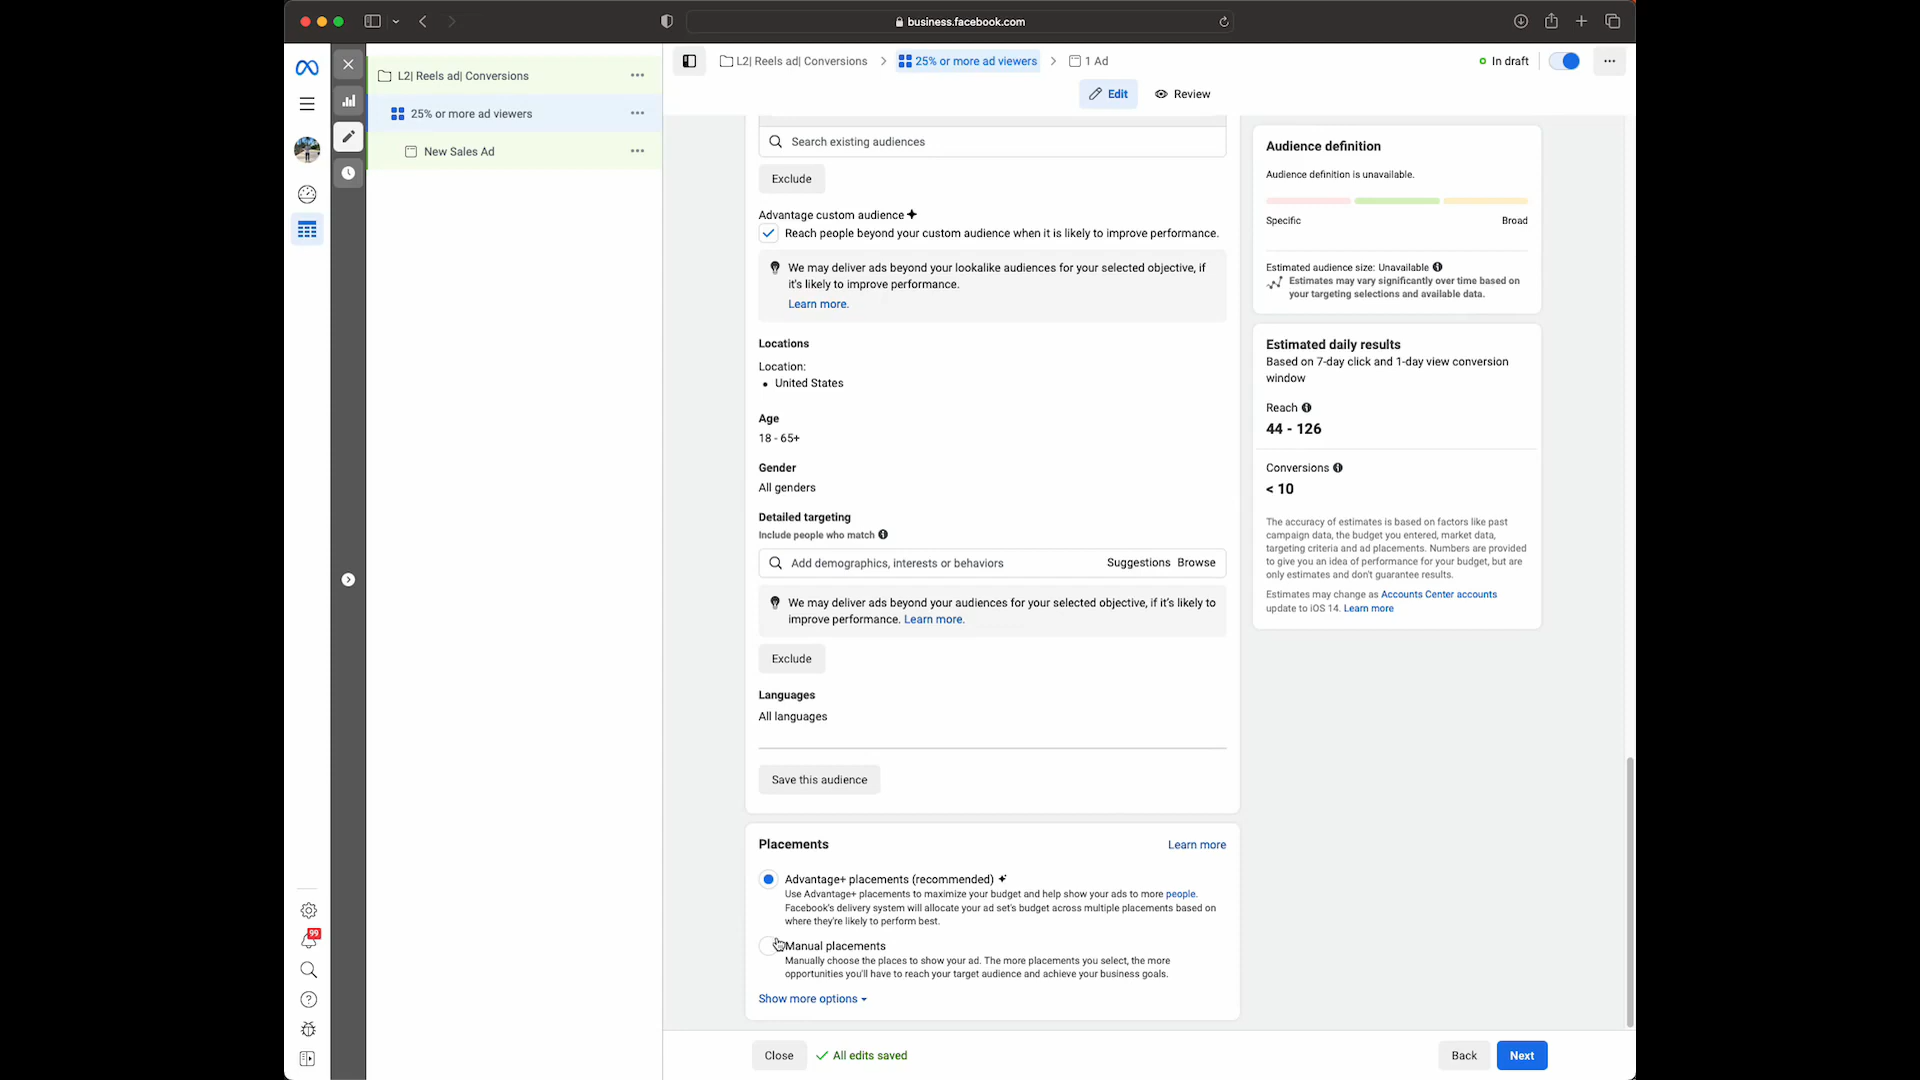 business.facebook.com
L2| Reels ad| Conversions
25% or more ad viewers
New Sales Ad
L2| Reels ad| Conversions
25% or more ad viewers
1 Ad
In draft
Edit
Review
Search existing audiences
Exclude
Advantage custom audience
Reach people beyond your custom audience when it is likely to improve performance.
We may deliver ads beyond your lookalike audiences for your selected objective, if
it's likely to improve performance.
Learn more.
Locations
Location:
• United States
Age
18 - 65+
Gender
All genders
Detailed targeting
Include people who match
Add demographics, interests or behaviors
Suggestions
Browse
We may deliver ads beyond your audiences for your selected objective, if it's likely to
improve performance. Learn more.
Exclude
Languages
All languages
Save this audience
Placements
Learn more
Advantage+ placements (recommended)
Use Advantage+ placements to maximize your budget and help show your ads to more people.
Facebook's delivery system will allocate your ad set's budget across multiple placements based on
where they're likely to perform best.
Manual placements
Manually choose the places to show your ad. The more placements you select, the more
opportunities you'll have to reach your target audience and achieve your business goals.
Show more options
Audience definition
Audience definition is unavailable.
Specific
Broad
Estimated audience size: Unavailable
Estimates may vary significantly over time based on
your targeting selections and available data.
Estimated daily results
Based on 7-day click and 1-day view conversion
window
Reach
44 - 126
Conversions
< 10
The accuracy of estimates is based on factors like past
campaign data, the budget you entered, market data,
targeting criteria and ad placements. Numbers are provided
to give you an idea of performance for your budget, but are
only estimates and don't guarantee results.
Estimates may change as Accounts Center accounts
update to iOS 14. Learn more
99
Close
All edits saved
Back
Next